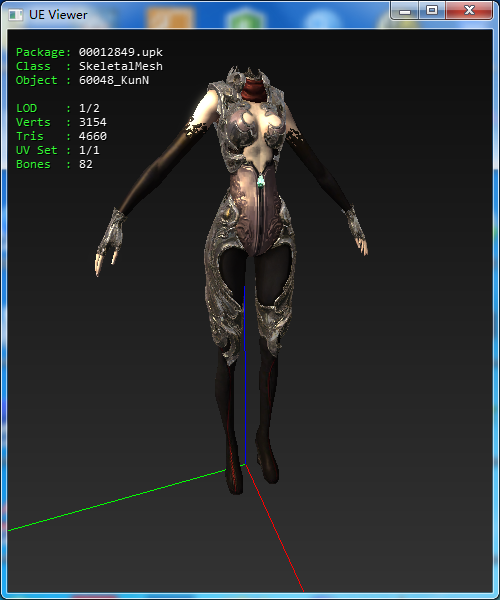 UE Viewer
Package: 00012849.upk
Class  : SkeletalMesh
Object : 60048_KunN
LOD    : 1/2
Verts  : 3154
Tris   : 4660
UV Set : 1/1
Bones  : 82